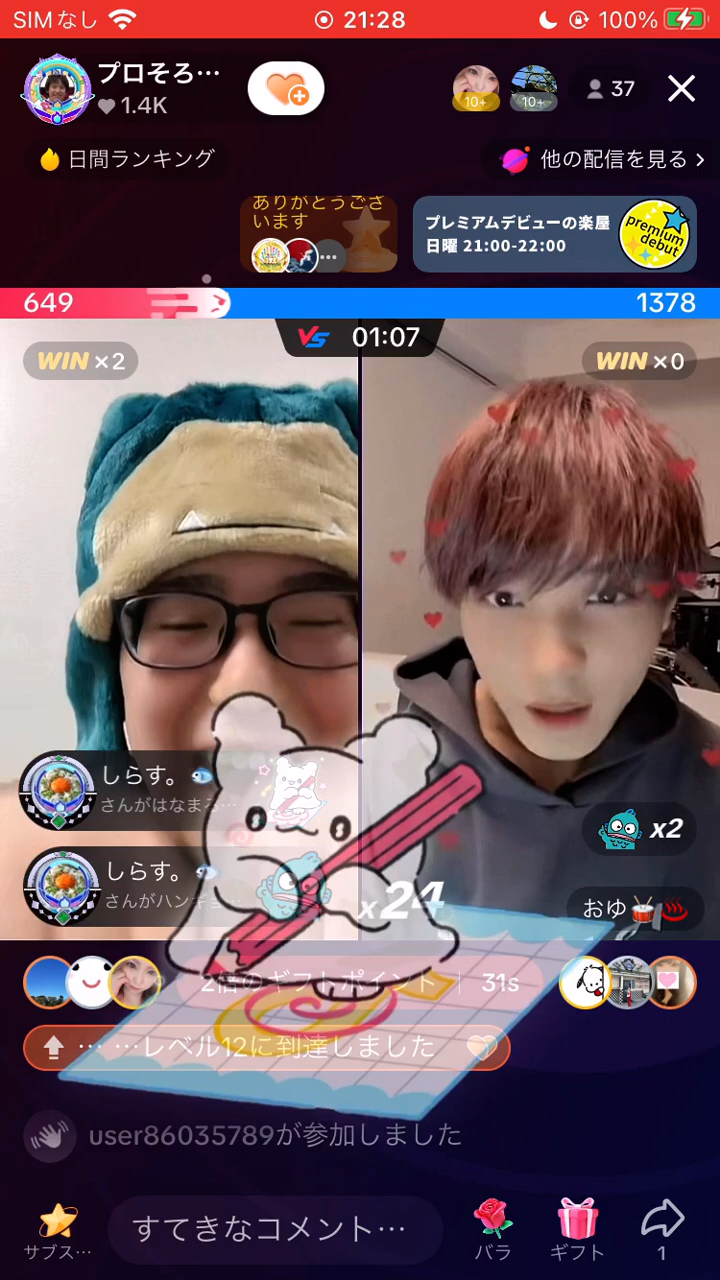 SIMなし
21:28
100%
プロそろ…
1.4K
10+
10+
37
日間ランキング
他の配信を見る
ありがとうござ
います
プレミアムデビューの楽屋
日曜 21:00-22:00
premium
debut
649
1378
VS 01:07
WIN ×2
WIN ×0
しらす。
さんがはなまる…
x2
しらす。
さんがハンギョ…
x24
おゆ
2倍のギフトポイント | 31s
… …レベル12に到達しました
user86035789が参加しました
サブス…
すてきなコメント…
バラ
ギフト
1